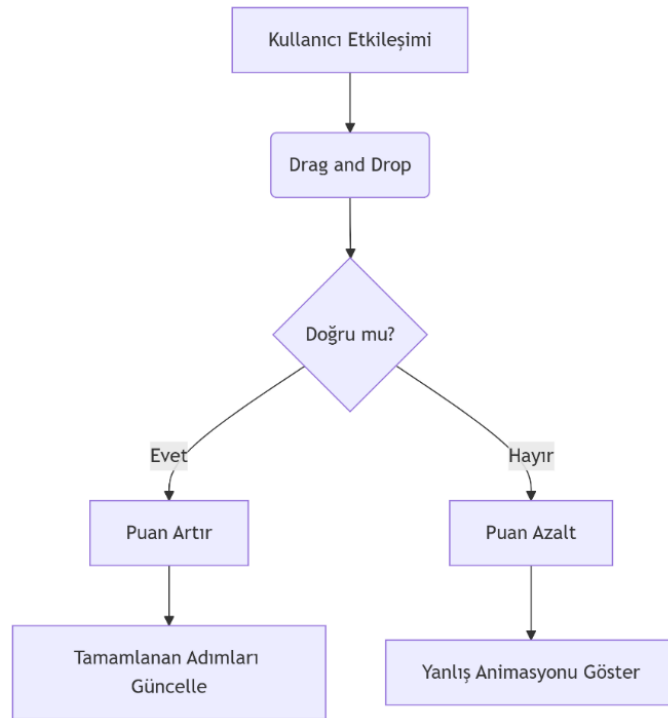 Kullanıcı Etkileşimi
Drag and Drop
Doğru mu?
Evet
Hayır
Puan Artır
Puan Azalt
Tamamlanan Adımları
Güncelle
Yanlış Animasyonu Göster